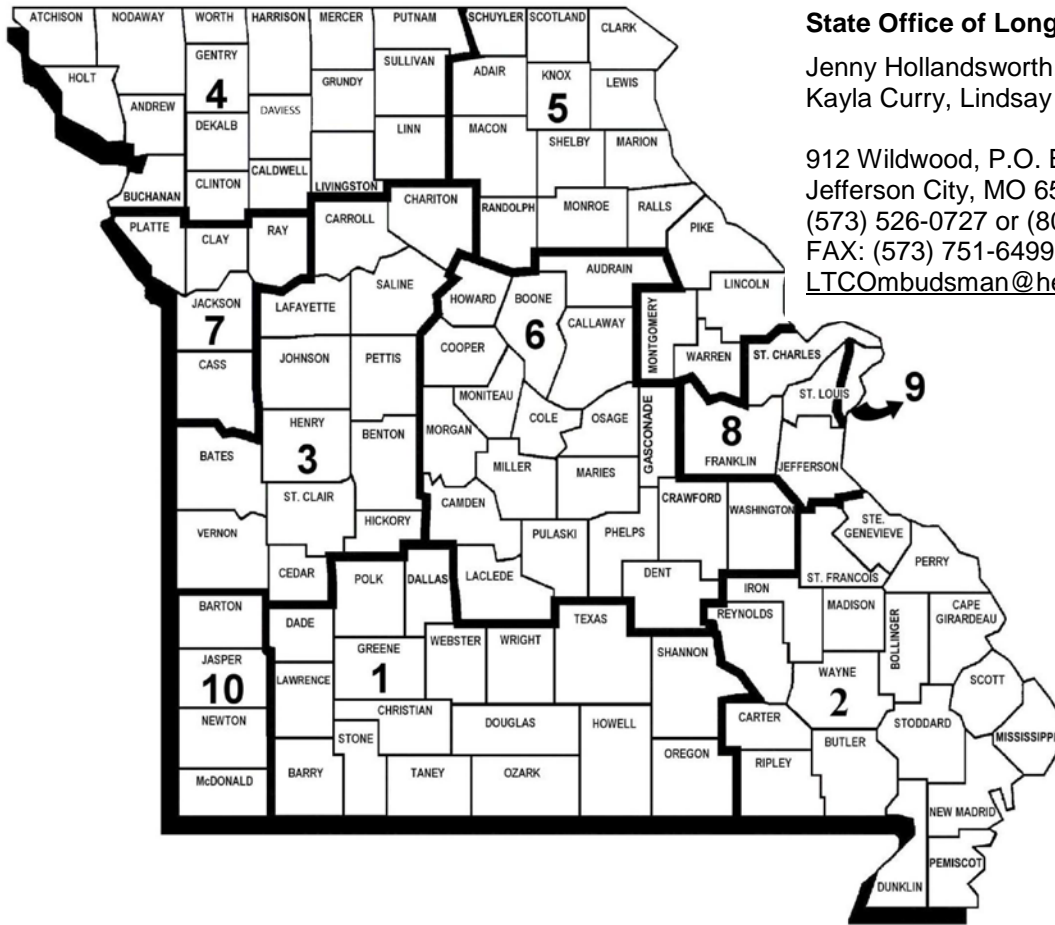 State Office of Long
Jenny Hollandsworth
Kayla Curry, Lindsay
912 Wildwood, P.O. B
Jefferson City, MO 65
(573) 526-0727 or (80
FAX: (573) 751-6499
LTCOmbudsman@he
ATCHISON NODAWAY WORTH HARRISON MERCER PUTNAM SCHUYLER SCOTLAND CLARK
HOLT GENTRY SULLIVAN ADAIR KNOX LEWIS
4 GRUNDY 5
ANDREW DAVIESS
DEKALB LINN MACON SHELBY MARION
BUCHANAN CLINTON CALDWELL LIVINGSTON
PLATTE CLAY RAY CARROLL CHARITON RANDOLPH MONROE RALLS PIKE
JACKSON LAFAYETTE SALINE HOWARD BOONE AUDRAIN LINCOLN
7 6 CALLAWAY MONTGOMERY
CASS JOHNSON PETTIS COOPER WARREN ST. CHARLES
MONITEAU ST. LOUIS 9
HENRY BENTON MORGAN COLE OSAGE GASCONADE 8
BATES 3 MILLER MARIES FRANKLIN JEFFERSON
ST. CLAIR CAMDEN CRAWFORD WASHINGTON
VERNON HICKORY PULASKI PHELPS STE.
GENEVIEVE
CEDAR POLK DALLAS LACLEDE DENT IRON ST. FRANCOIS PERRY
BARTON DADE TEXAS REYNOLDS MADISON BOLLINGER CAPE
GIRARDEAU
JASPER GREENE WEBSTER WRIGHT SHANNON WAYNE SCOTT
10 LAWRENCE 1 2
NEWTON CHRISTIAN DOUGLAS HOWELL CARTER STODDARD
STONE BUTLER MISSISSIPPI
McDONALD BARRY TANEY OZARK OREGON RIPLEY
NEW MADRID
PEMISCOT
DUNKLIN